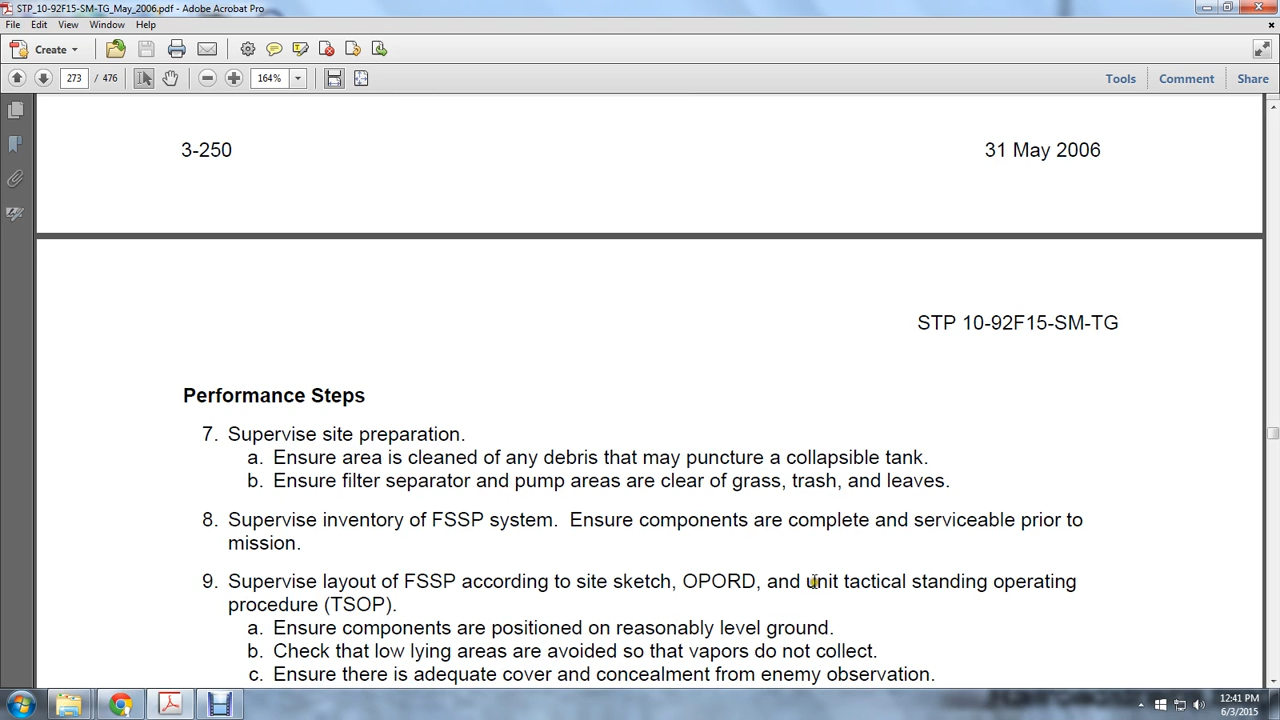 STP_10-92F15-SM-TG_May_2006.pdf - Adobe Acrobat Pro
File Edit View Window Help
Create
273 / 476 164% Tools Comment Share
3-250 31 May 2006
STP 10-92F15-SM-TG
Performance Steps
7. Supervise site preparation.
a. Ensure area is cleaned of any debris that may puncture a collapsible tank.
b. Ensure filter separator and pump areas are clear of grass, trash, and leaves.
8. Supervise inventory of FSSP system. Ensure components are complete and serviceable prior to
mission.
9. Supervise layout of FSSP according to site sketch, OPORD, and unit tactical standing operating
procedure (TSOP).
a. Ensure components are positioned on reasonably level ground.
b. Check that low lying areas are avoided so that vapors do not collect.
c. Ensure there is adequate cover and concealment from enemy observation.
12:41 PM
6/3/2015